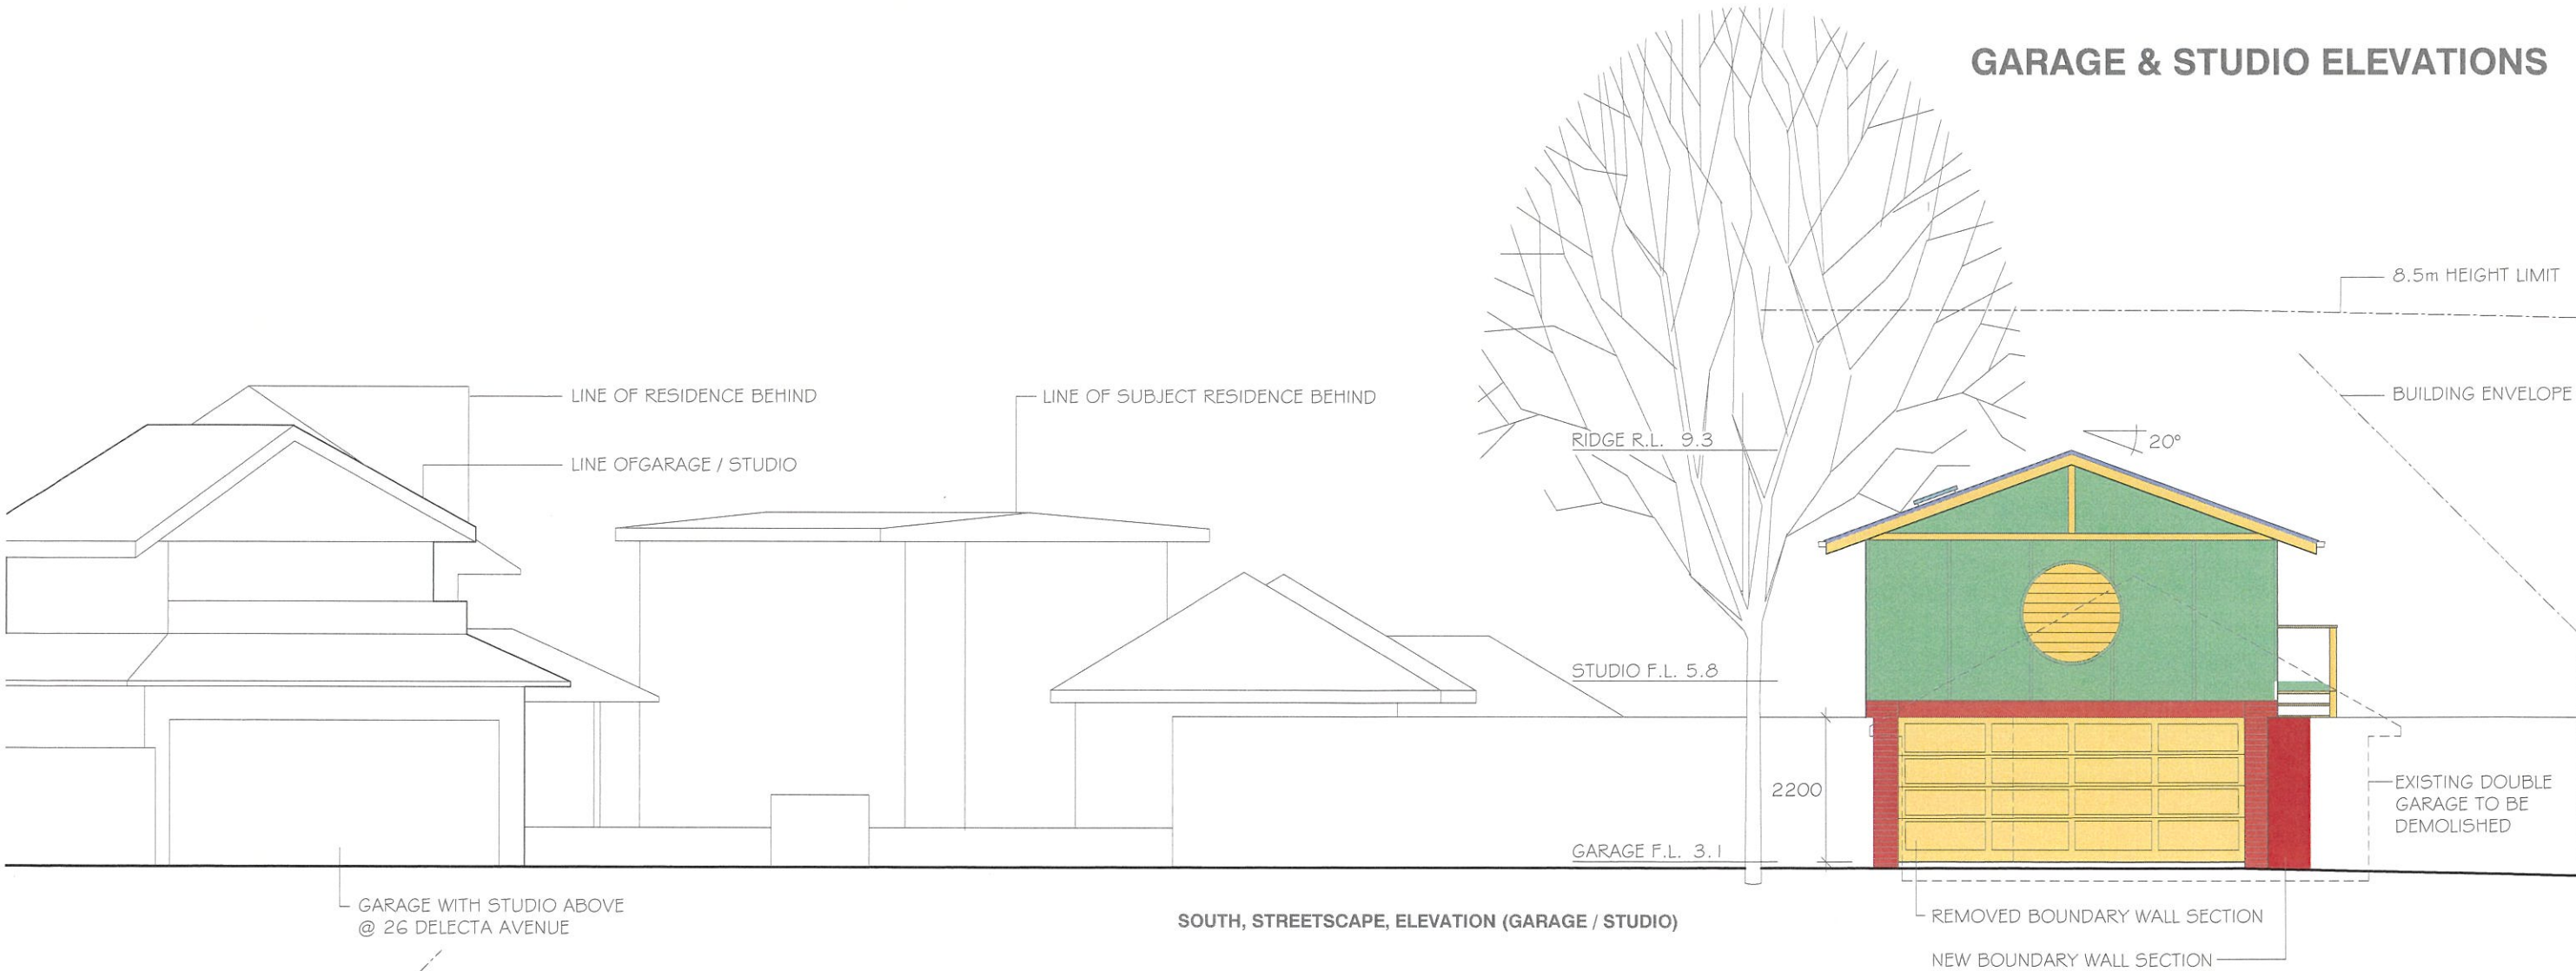 GARAGE & STUDIO ELEVATIONS
8.5m HEIGHT LIMIT
LINE OF RESIDENCE BEHIND
LINE OF SUBJECT RESIDENCE BEHIND
BUILDING ENVELOPE
RIDGE R.L. 9.3
20°
LINE OFGARAGE / STUDIO
STUDIO F.L. 5.8
2200
EXISTING DOUBLE
GARAGE TO BE
DEMOLISHED
GARAGE F.L. 3.1
GARAGE WITH STUDIO ABOVE
@ 26 DELECTA AVENUE
SOUTH, STREETSCAPE, ELEVATION (GARAGE / STUDIO)
REMOVED BOUNDARY WALL SECTION
NEW BOUNDARY WALL SECTION